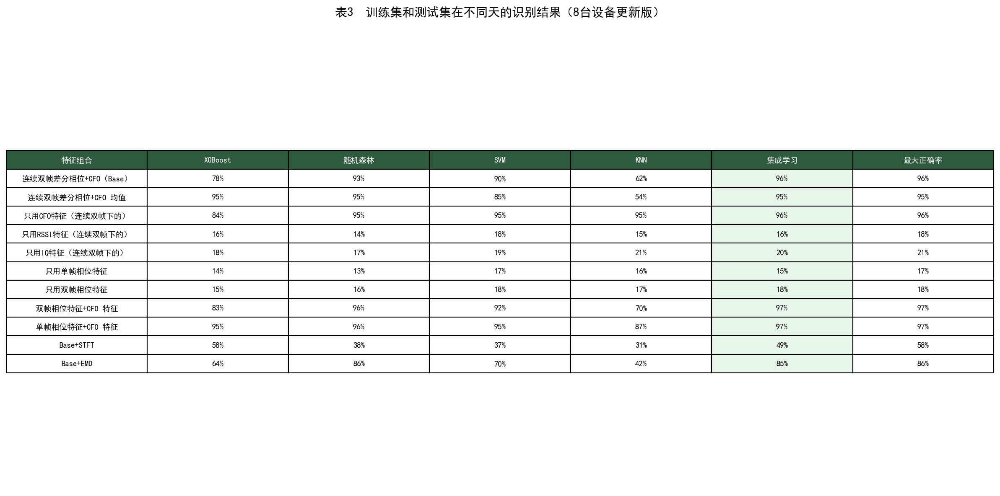 表3  训练集和测试集在不同天的识别结果（8台设备更新版）
特征组合 XGBoost 随机森林 SVM KNN 集成学习 最大正确率
连续双帧差分相位+CFO（Base） 78% 93% 90% 62% 96% 96%
连续双帧差分相位+CFO 均值 95% 95% 85% 54% 95% 95%
只用CFO特征（连续双帧下的） 84% 95% 95% 95% 96% 96%
只用RSSI特征（连续双帧下的） 16% 14% 18% 15% 16% 18%
只用IQ特征（连续双帧下的） 18% 17% 19% 21% 20% 21%
只用单帧相位特征 14% 13% 17% 16% 15% 17%
只用双帧相位特征 15% 16% 18% 17% 18% 18%
双帧相位特征+CFO 特征 83% 96% 92% 70% 97% 97%
单帧相位特征+CFO 特征 95% 96% 95% 87% 97% 97%
Base+STFT 58% 38% 37% 31% 49% 58%
Base+EMD 64% 86% 70% 42% 85% 86%